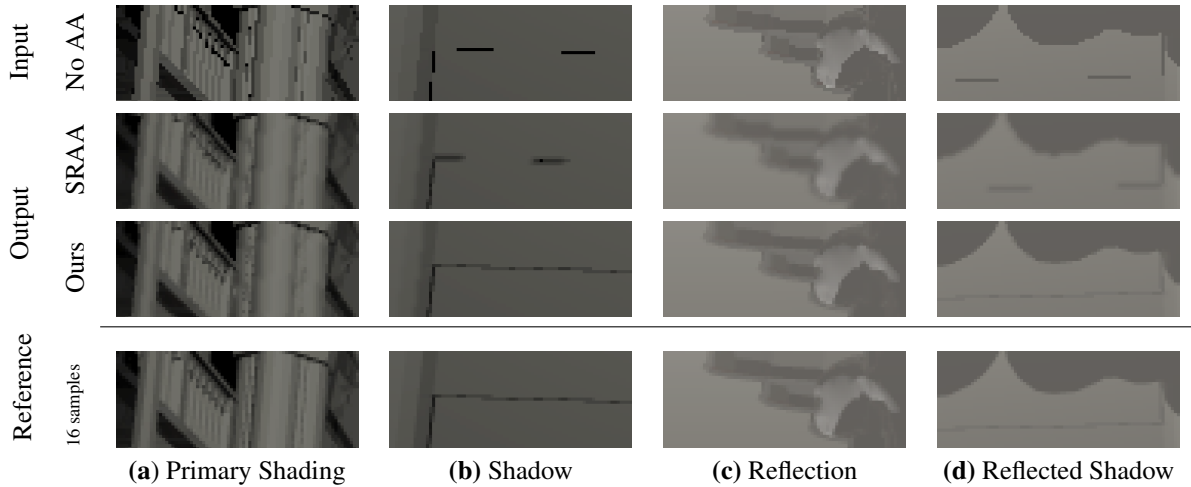 Input
No AA
Output
SRAA
Ours
Reference
16 samples
(a) Primary Shading
(b) Shadow
(c) Reflection
(d) Reflected Shadow